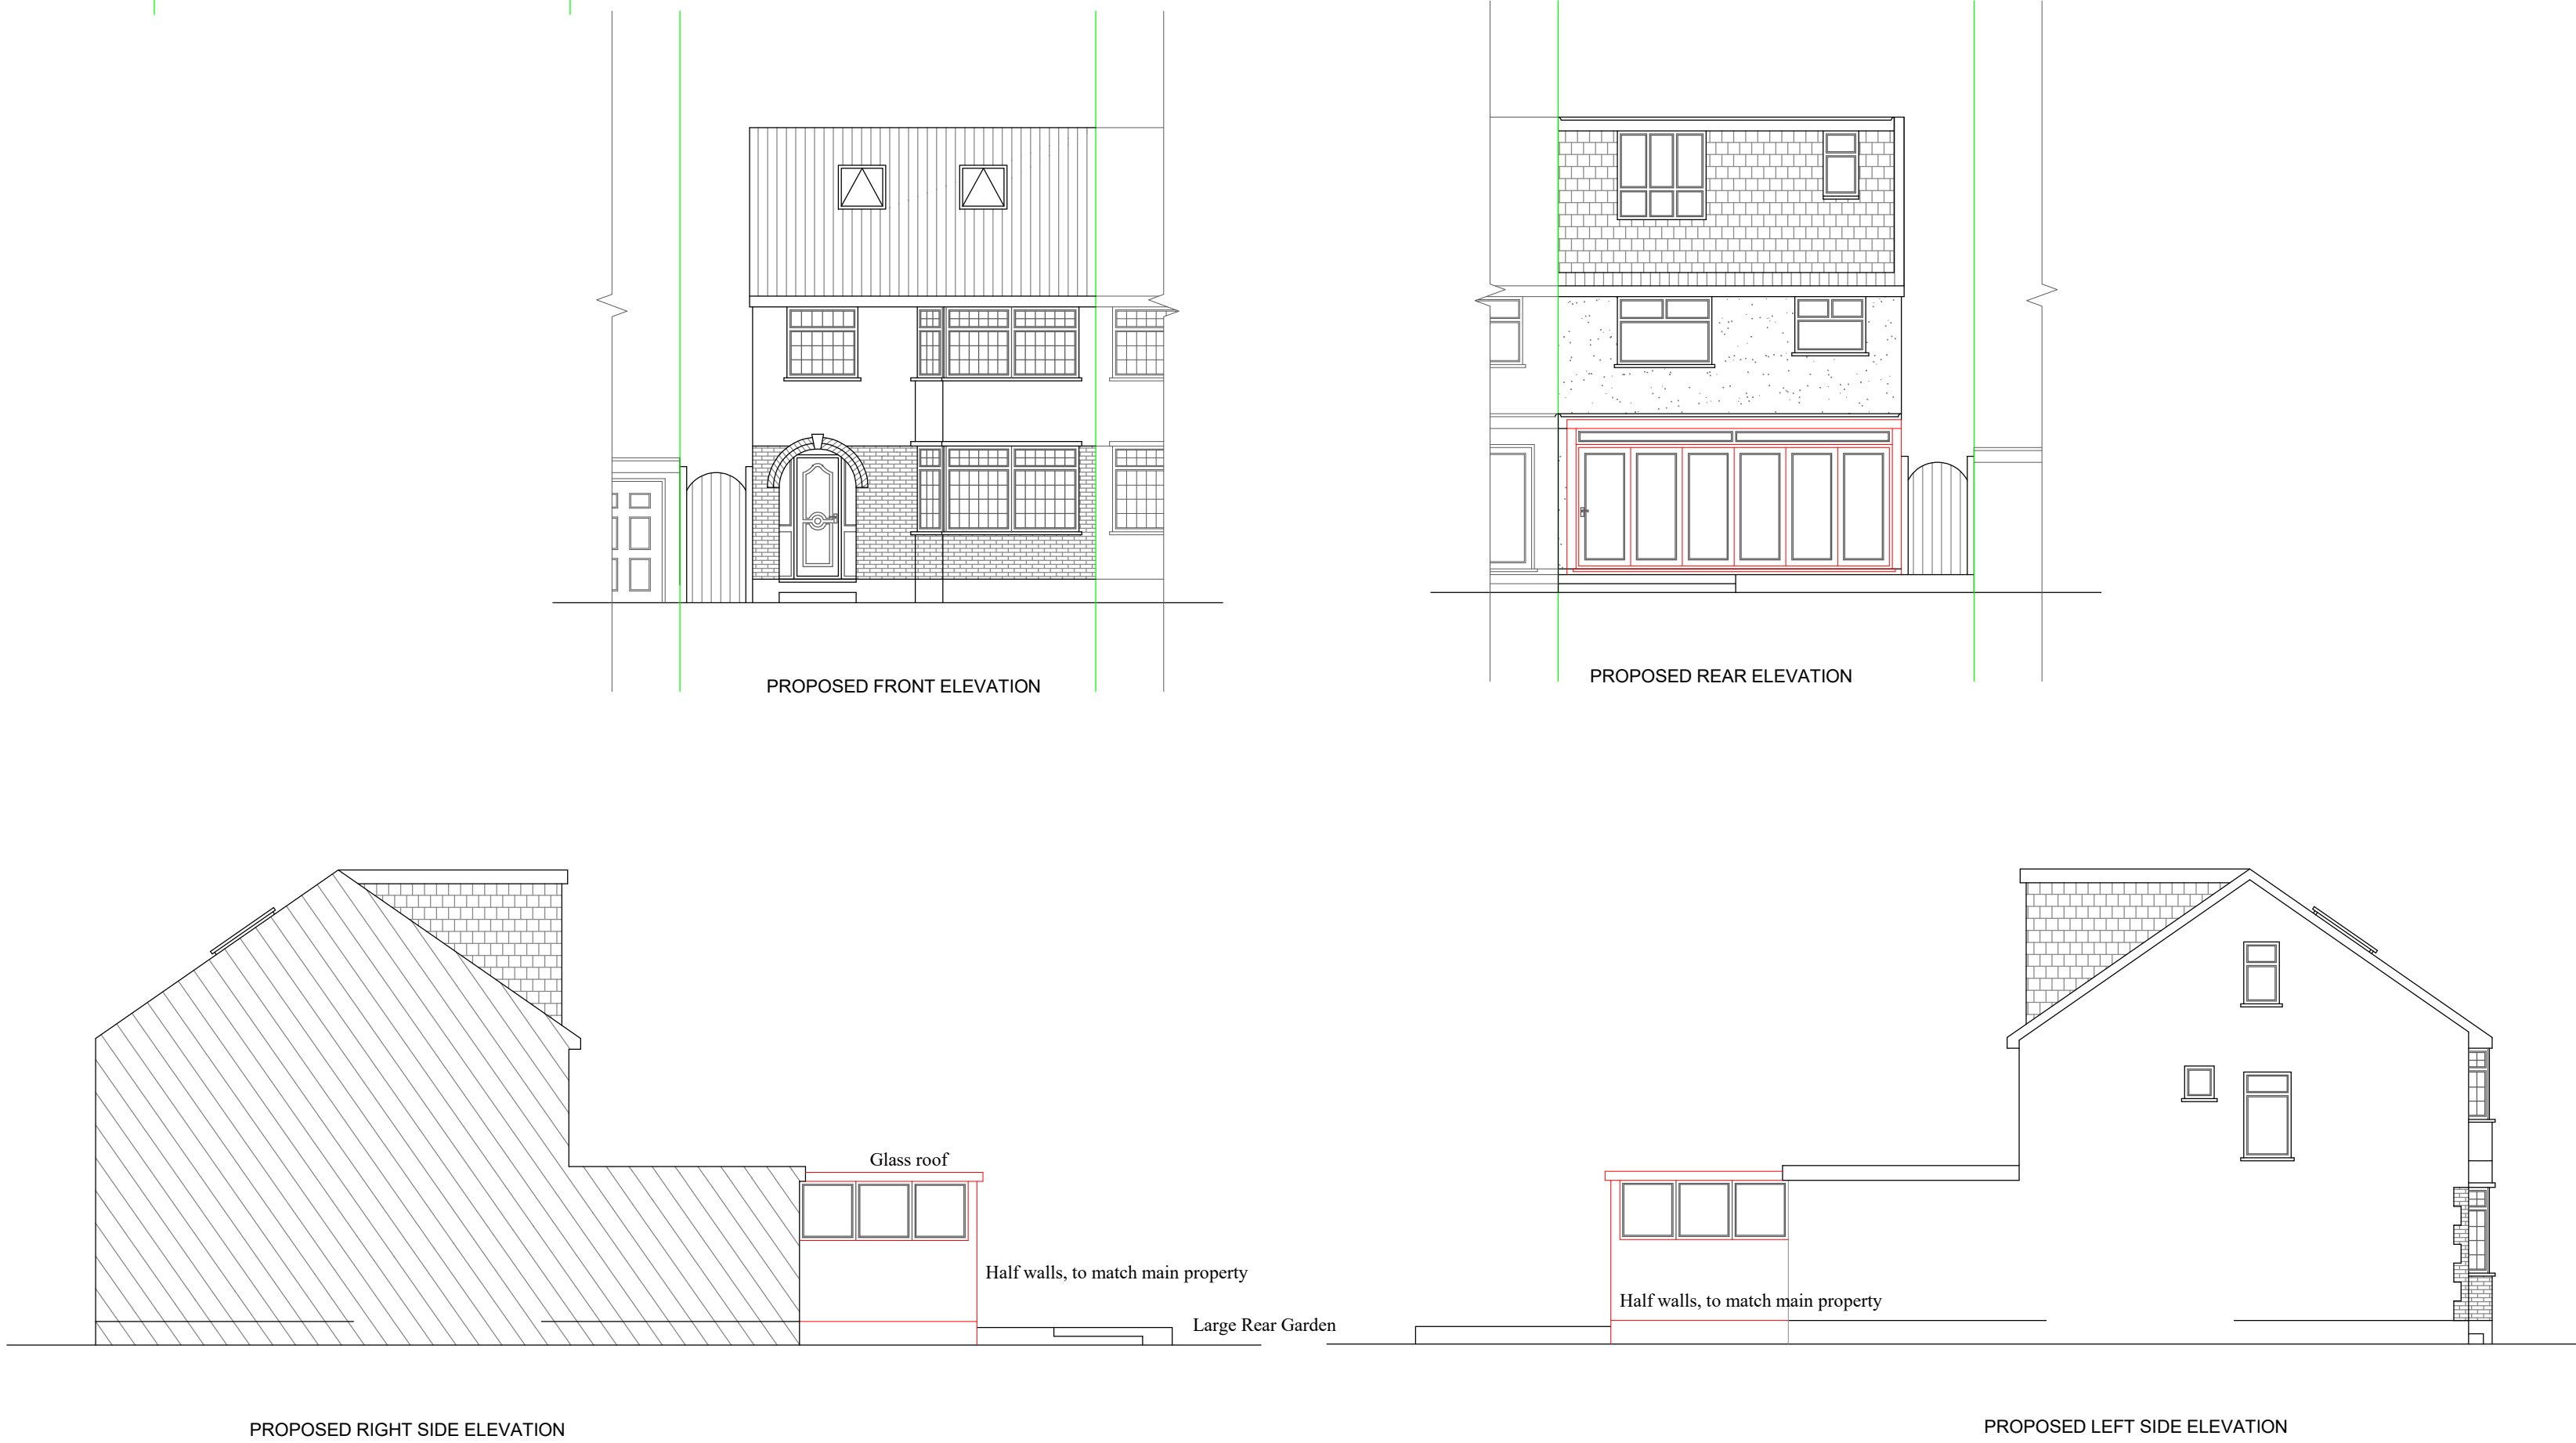 PROPOSED FRONT ELEVATION
PROPOSED REAR ELEVATION
Glass roof
Half walls, to match main property
Large Rear Garden
Half walls, to match main property
PROPOSED RIGHT SIDE ELEVATION
PROPOSED LEFT SIDE ELEVATION